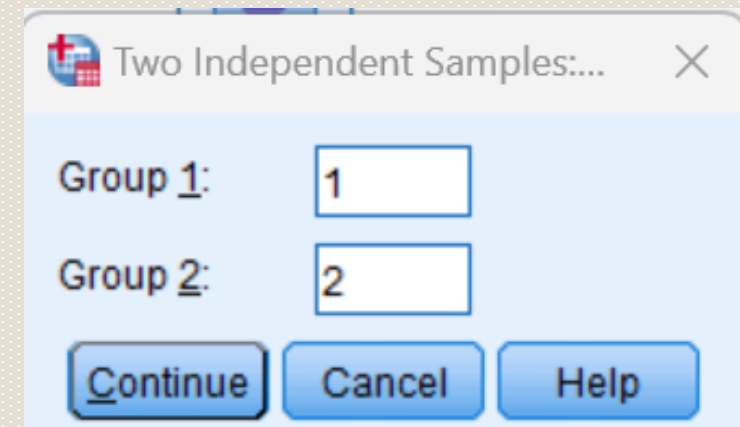 Two Independent Samples:...
Group 1: 1
Group 2: 2
Continue Cancel Help